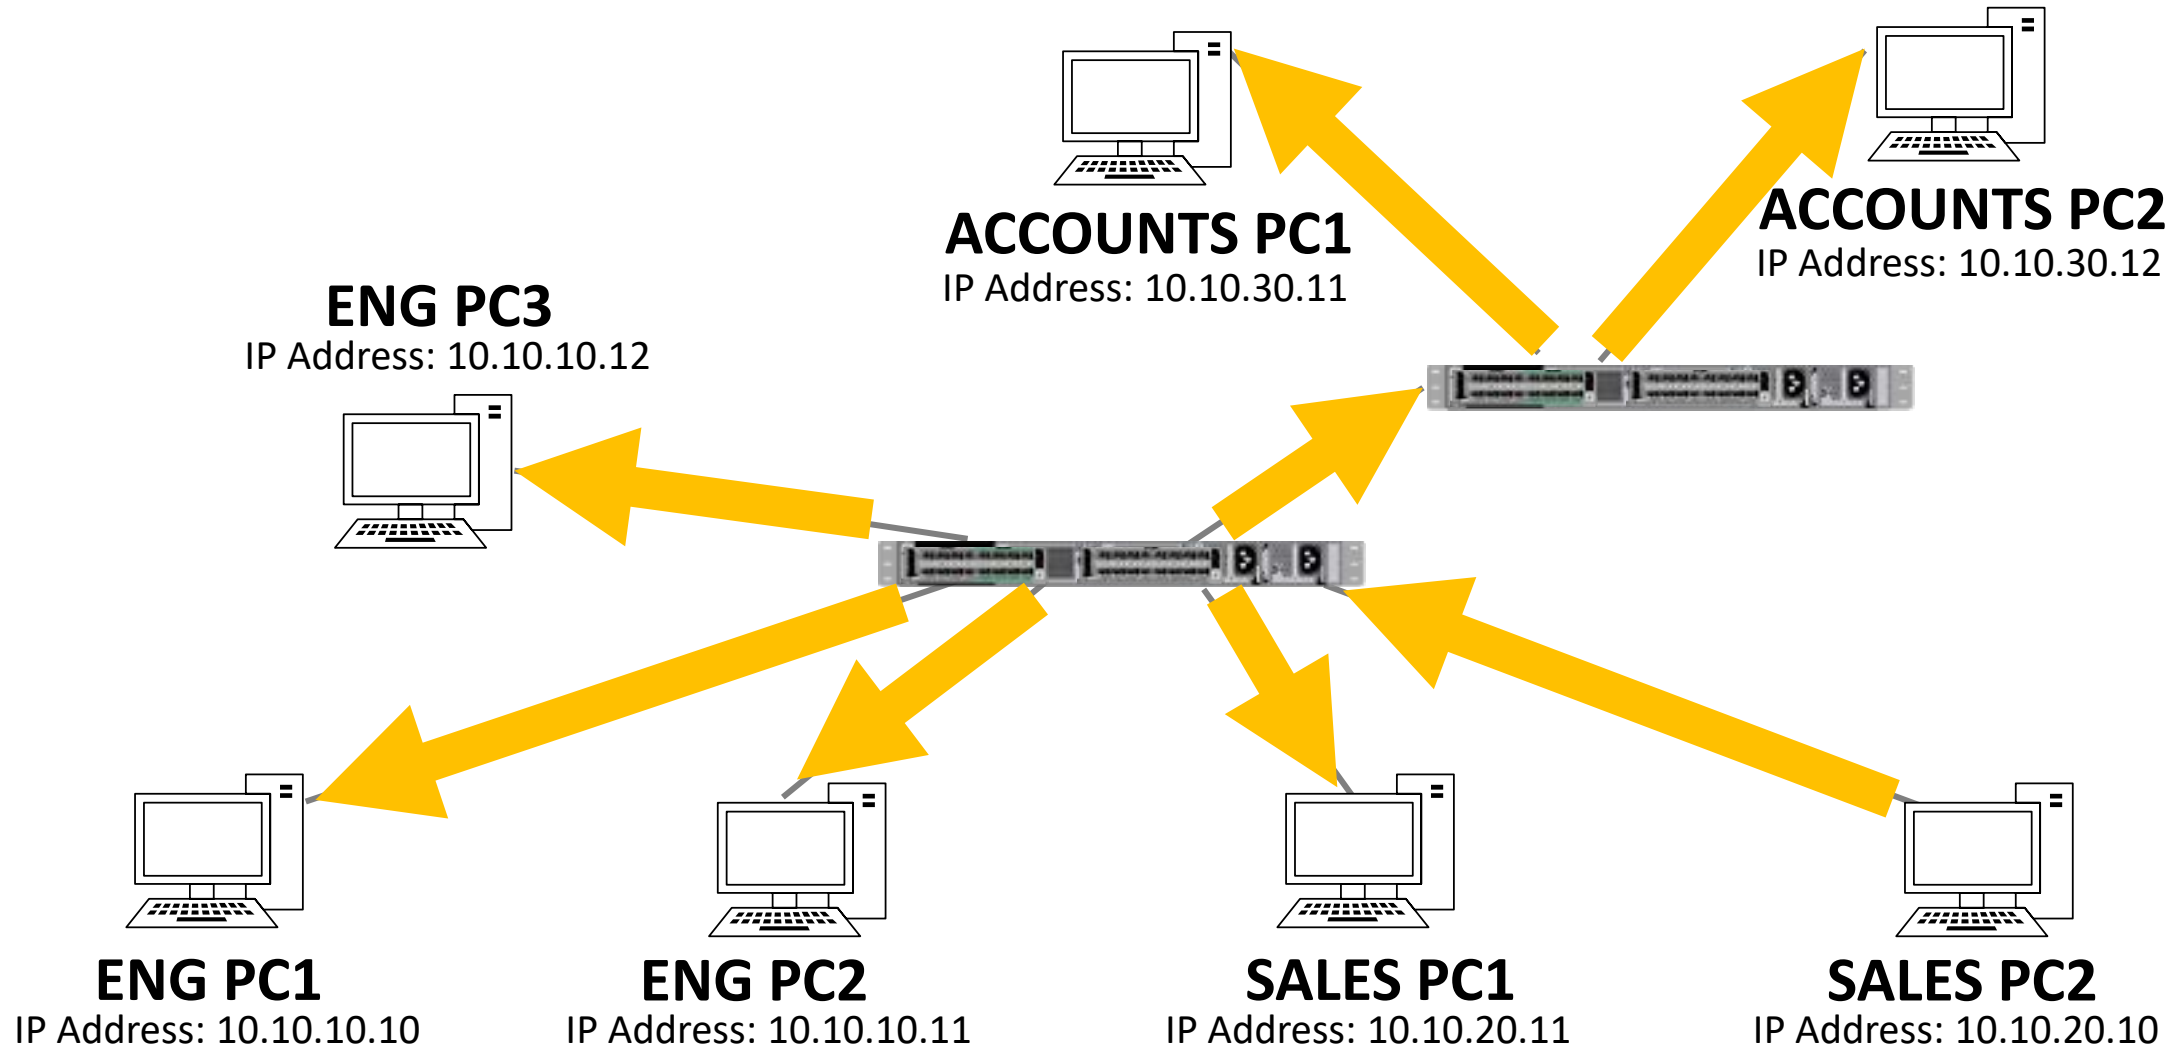 ACCOUNTS PC2
IP Address: 10.10.30.12
ACCOUNTS PC1
IP Address: 10.10.30.11
ENG PC3
IP Address: 10.10.10.12
ENG PC1
IP Address: 10.10.10.10
ENG PC2
IP Address: 10.10.10.11
SALES PC1
IP Address: 10.10.20.11
SALES PC2
IP Address: 10.10.20.10